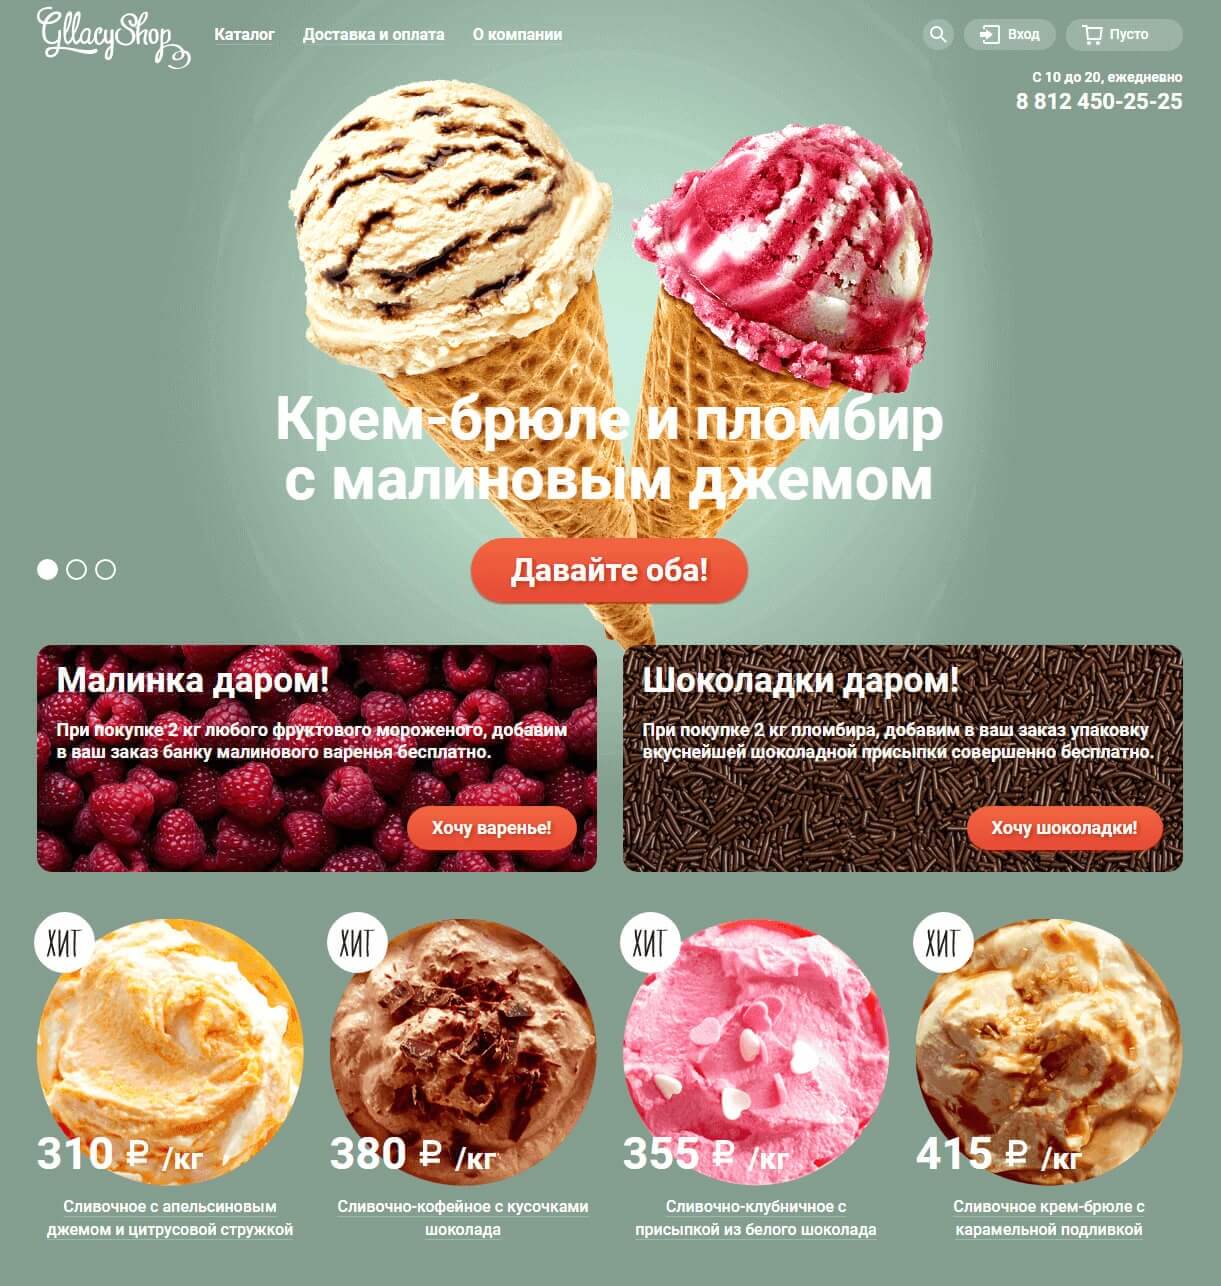 GllacyShop
Каталог
Доставка и оплата
О компании
Вход
Пусто
С 10 до 20, ежедневно
8 812 450-25-25
Крем-брюле и пломбир
с малиновым джемом
Давайте оба!
Малинка даром!
При покупке 2 кг любого фруктового мороженого, добавим
в ваш заказ банку малинового варенья бесплатно.
Хочу варенье!
Шоколадки даром!
При покупке 2 кг пломбира, добавим в ваш заказ упаковку
вкуснейшей шоколадной присыпки совершенно бесплатно.
Хочу шоколадки!
ХИТ
310 ₽ /кг
Сливочное с апельсиновым
джемом и цитрусовой стружкой
ХИТ
380 ₽ /кг
Сливочно-кофейное с кусочками
шоколада
ХИТ
355 ₽ /кг
Сливочно-клубничное с
присыпкой из белого шоколада
ХИТ
415 ₽ /кг
Сливочное крем-брюле с
карамельной подливкой